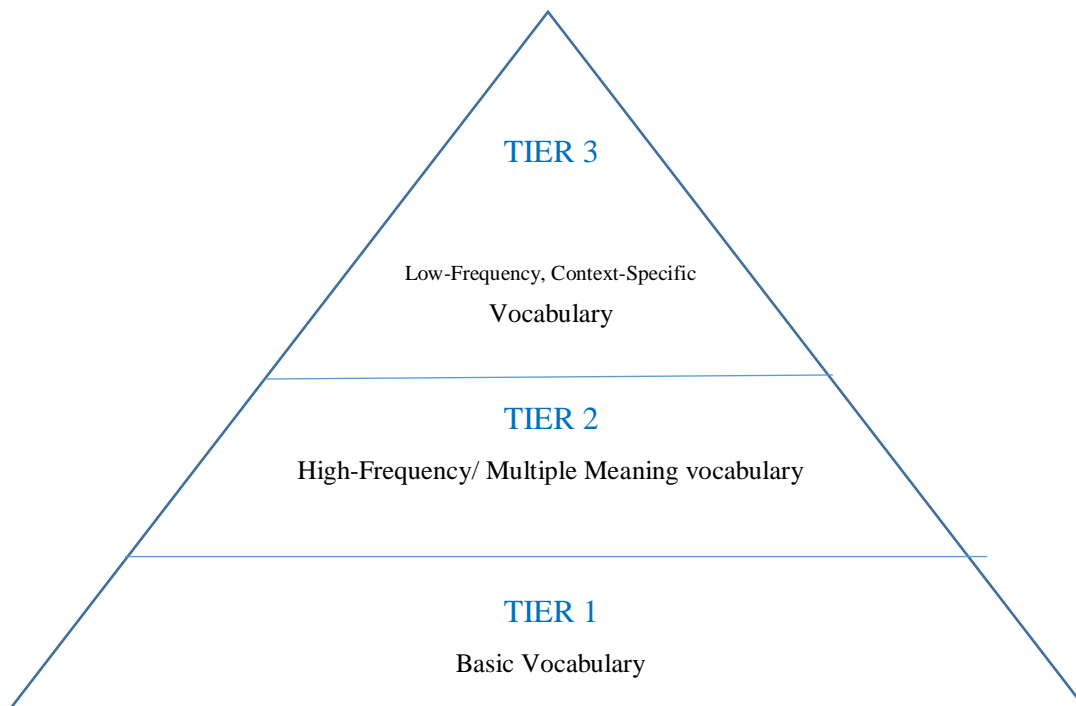 TIER 3
Low-Frequency, Context-Specific
Vocabulary
TIER 2
High-Frequency/ Multiple Meaning vocabulary
TIER 1
Basic Vocabulary